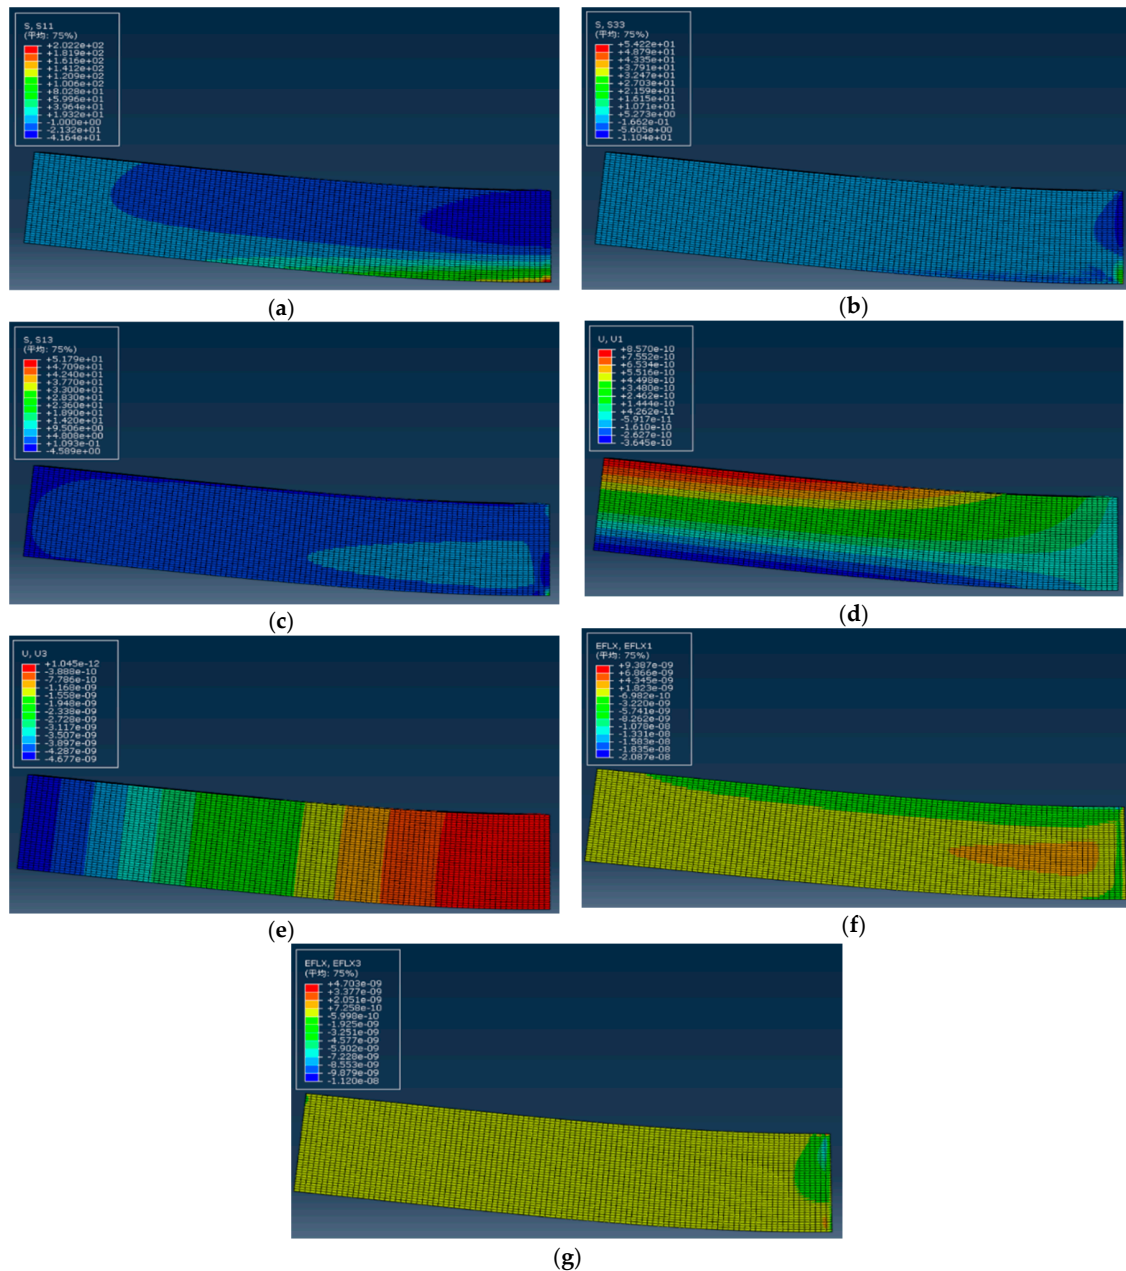 S, S11
(平均: 75%)
+2.022e+02
+1.819e+02
+1.616e+02
+1.412e+02
+1.209e+02
+1.006e+02
+8.028e+01
+5.996e+01
+3.964e+01
+1.932e+01
-1.000e+00
-2.132e+01
-4.164e+01
(a)
S, S33
(平均: 75%)
+5.422e+01
+4.879e+01
+4.335e+01
+3.791e+01
+3.247e+01
+2.703e+01
+2.159e+01
+1.615e+01
+1.071e+01
+5.273e+00
-1.662e-01
-5.605e+00
-1.104e+01
(b)
S, S13
(平均: 75%)
+5.179e+01
+4.709e+01
+4.240e+01
+3.770e+01
+3.300e+01
+2.830e+01
+2.360e+01
+1.890e+01
+1.420e+01
+9.506e+00
+4.808e+00
+1.093e-01
-4.589e+00
(c)
U, U1
+8.570e-10
+7.552e-10
+6.534e-10
+5.516e-10
+4.498e-10
+3.480e-10
+2.462e-10
+1.444e-10
+4.262e-11
-5.917e-11
-1.610e-10
-2.627e-10
-3.645e-10
(d)
U, U3
+1.045e-12
-3.888e-10
-7.786e-10
-1.168e-09
-1.558e-09
-1.948e-09
-2.338e-09
-2.728e-09
-3.117e-09
-3.507e-09
-3.897e-09
-4.287e-09
-4.677e-09
(e)
EFLX, EFLX1
(平均: 75%)
+9.387e-09
+6.866e-09
+4.345e-09
+1.823e-09
-6.982e-10
-3.220e-09
-5.741e-09
-8.262e-09
-1.078e-08
-1.331e-08
-1.583e-08
-1.835e-08
-2.087e-08
(f)
EFLX, EFLX3
(平均: 75%)
+4.703e-09
+3.377e-09
+2.051e-09
+7.258e-10
-5.998e-10
-1.925e-09
-3.251e-09
-4.577e-09
-5.902e-09
-7.228e-09
-8.553e-09
-9.879e-09
-1.120e-08
(g)